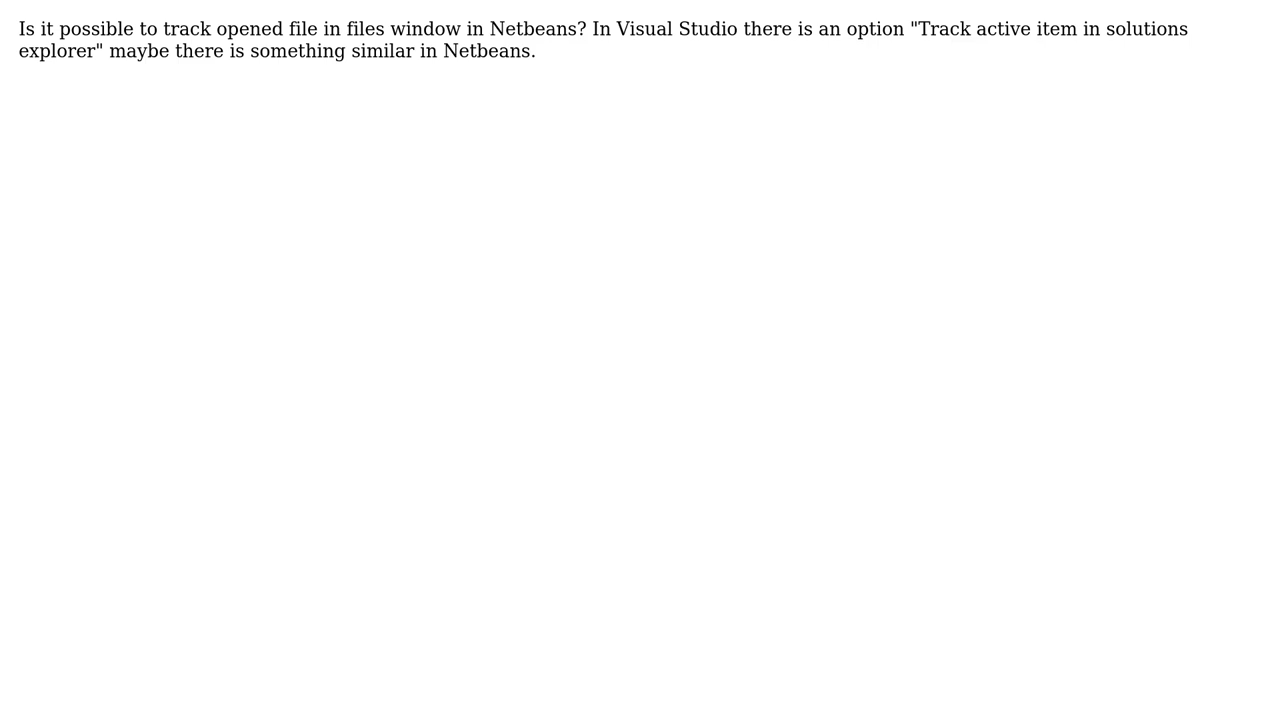 Is it possible to track opened file in files window in Netbeans? In Visual Studio there is an option "Track active item in solutions
explorer" maybe there is something similar in Netbeans.